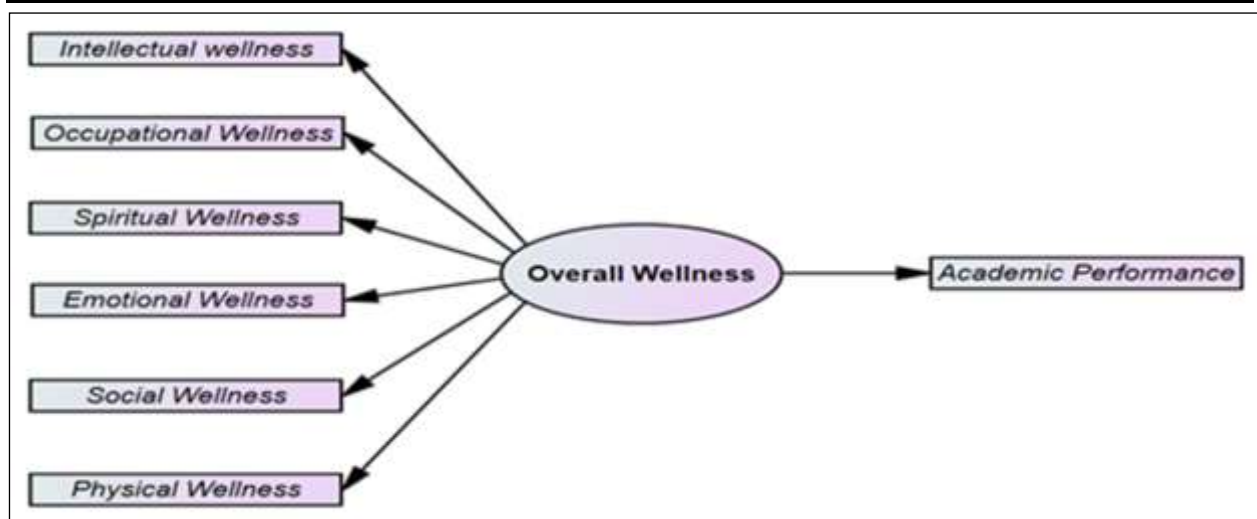 Intellectual wellness
Occupational Wellness
Spiritual Wellness
Emotional Wellness
Social Wellness
Physical Wellness
Overall Wellness
Academic Performance